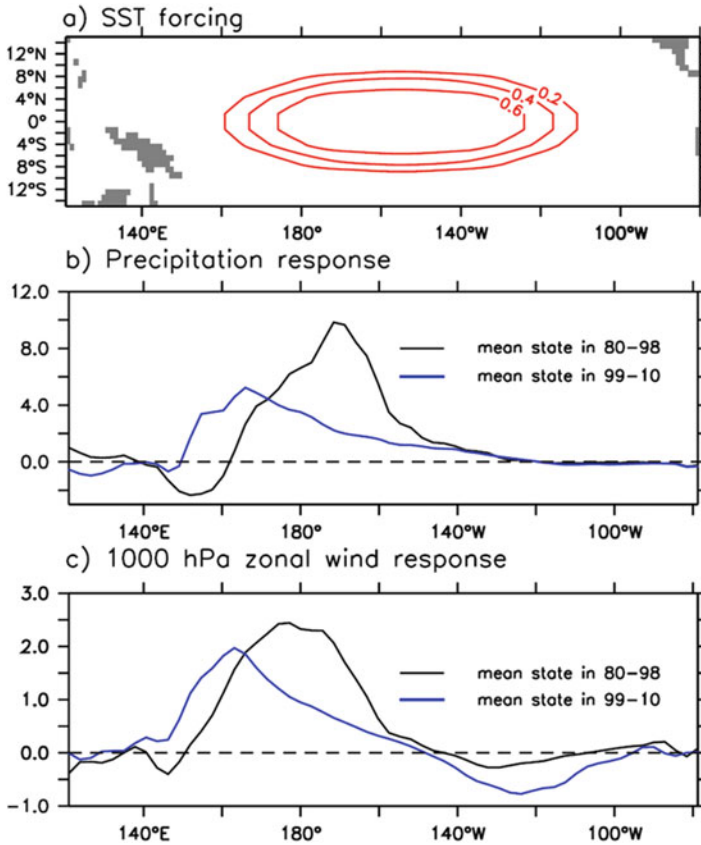 a) SST forcing
12°N
8°N
4°N
0°
4°S
8°S
12°S
0.2
0.4
0.6
140°E 180° 140°W 100°W
b) Precipitation response
12.0
8.0
4.0
0.0
mean state in 80-98
mean state in 99-10
140°E 180° 140°W 100°W
c) 1000 hPa zonal wind response
3.0
2.0
1.0
0.0
-1.0
mean state in 80-98
mean state in 99-10
140°E 180° 140°W 100°W